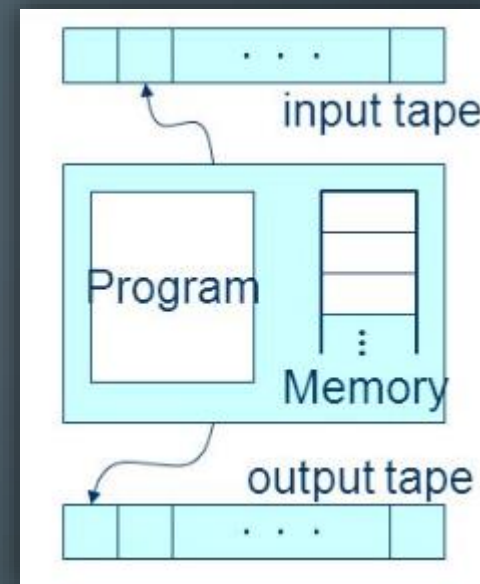 . . .
input tape
Program
⋮
Memory
output tape
. . .